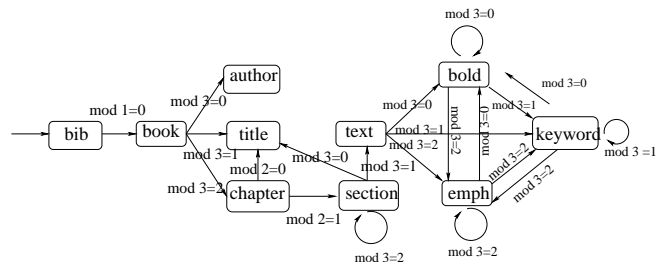 mod 3=0
author
bold
mod 3=0
mod 1=0
mod 3=0
mod 3=0
mod 3=1
bib
book
title
text
mod 3=1
keyword
mod 3=2
mod 3=0
mod 3=1
mod 3=0
mod 3=2
mod 3=1
mod 2=0
mod 3=2
mod 3=1
mod 3=2
mod 3=2
chapter
section
emph
mod 2=1
mod 3=2
mod 3=2